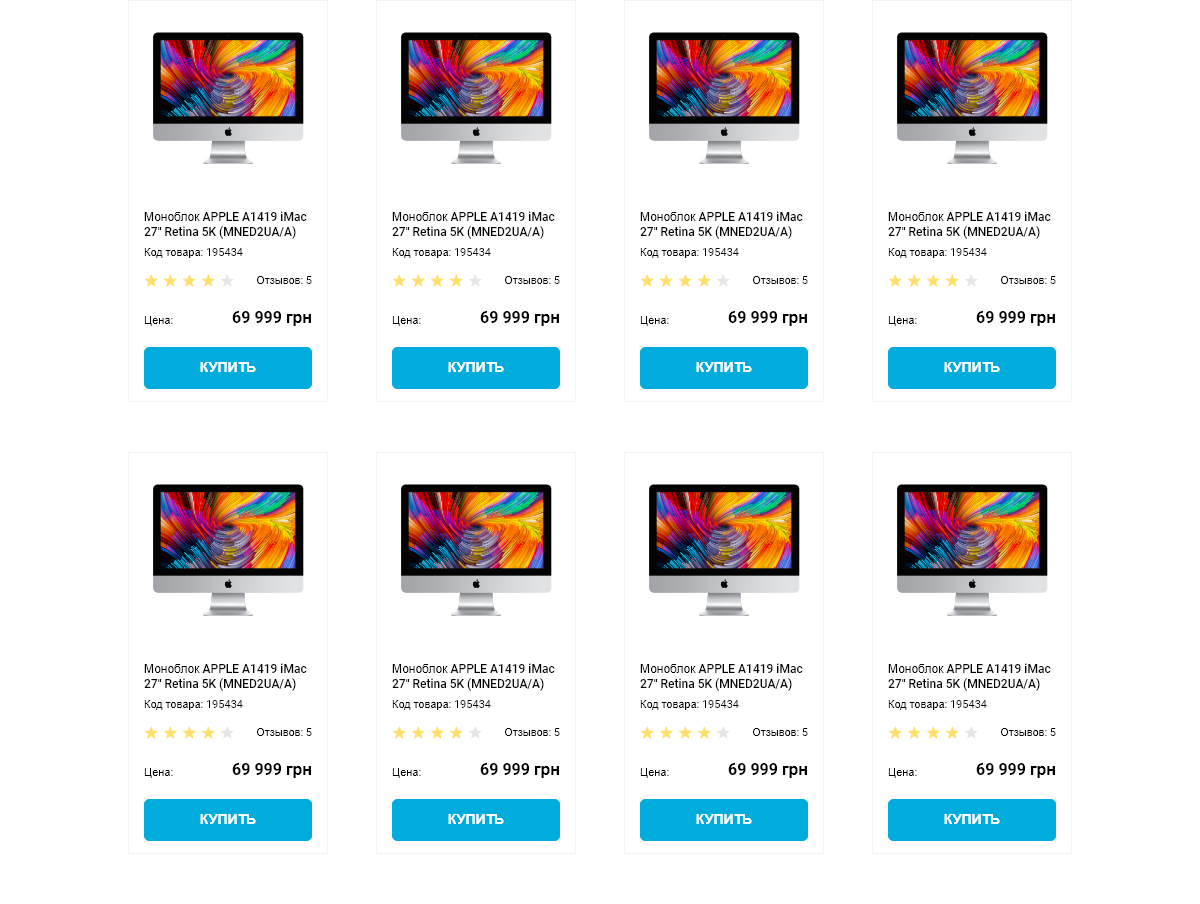 Моноблок APPLE A1419 iMac
27" Retina 5K (MNED2UA/A)
Код товара: 195434
Отзывов: 5
Цена:
69 999 грн
КУПИТЬ
Моноблок APPLE A1419 iMac
27" Retina 5K (MNED2UA/A)
Код товара: 195434
Отзывов: 5
Цена:
69 999 грн
КУПИТЬ
Моноблок APPLE A1419 iMac
27" Retina 5K (MNED2UA/A)
Код товара: 195434
Отзывов: 5
Цена:
69 999 грн
КУПИТЬ
Моноблок APPLE A1419 iMac
27" Retina 5K (MNED2UA/A)
Код товара: 195434
Отзывов: 5
Цена:
69 999 грн
КУПИТЬ
Моноблок APPLE A1419 iMac
27" Retina 5K (MNED2UA/A)
Код товара: 195434
Отзывов: 5
Цена:
69 999 грн
КУПИТЬ
Моноблок APPLE A1419 iMac
27" Retina 5K (MNED2UA/A)
Код товара: 195434
Отзывов: 5
Цена:
69 999 грн
КУПИТЬ
Моноблок APPLE A1419 iMac
27" Retina 5K (MNED2UA/A)
Код товара: 195434
Отзывов: 5
Цена:
69 999 грн
КУПИТЬ
Моноблок APPLE A1419 iMac
27" Retina 5K (MNED2UA/A)
Код товара: 195434
Отзывов: 5
Цена:
69 999 грн
КУПИТЬ